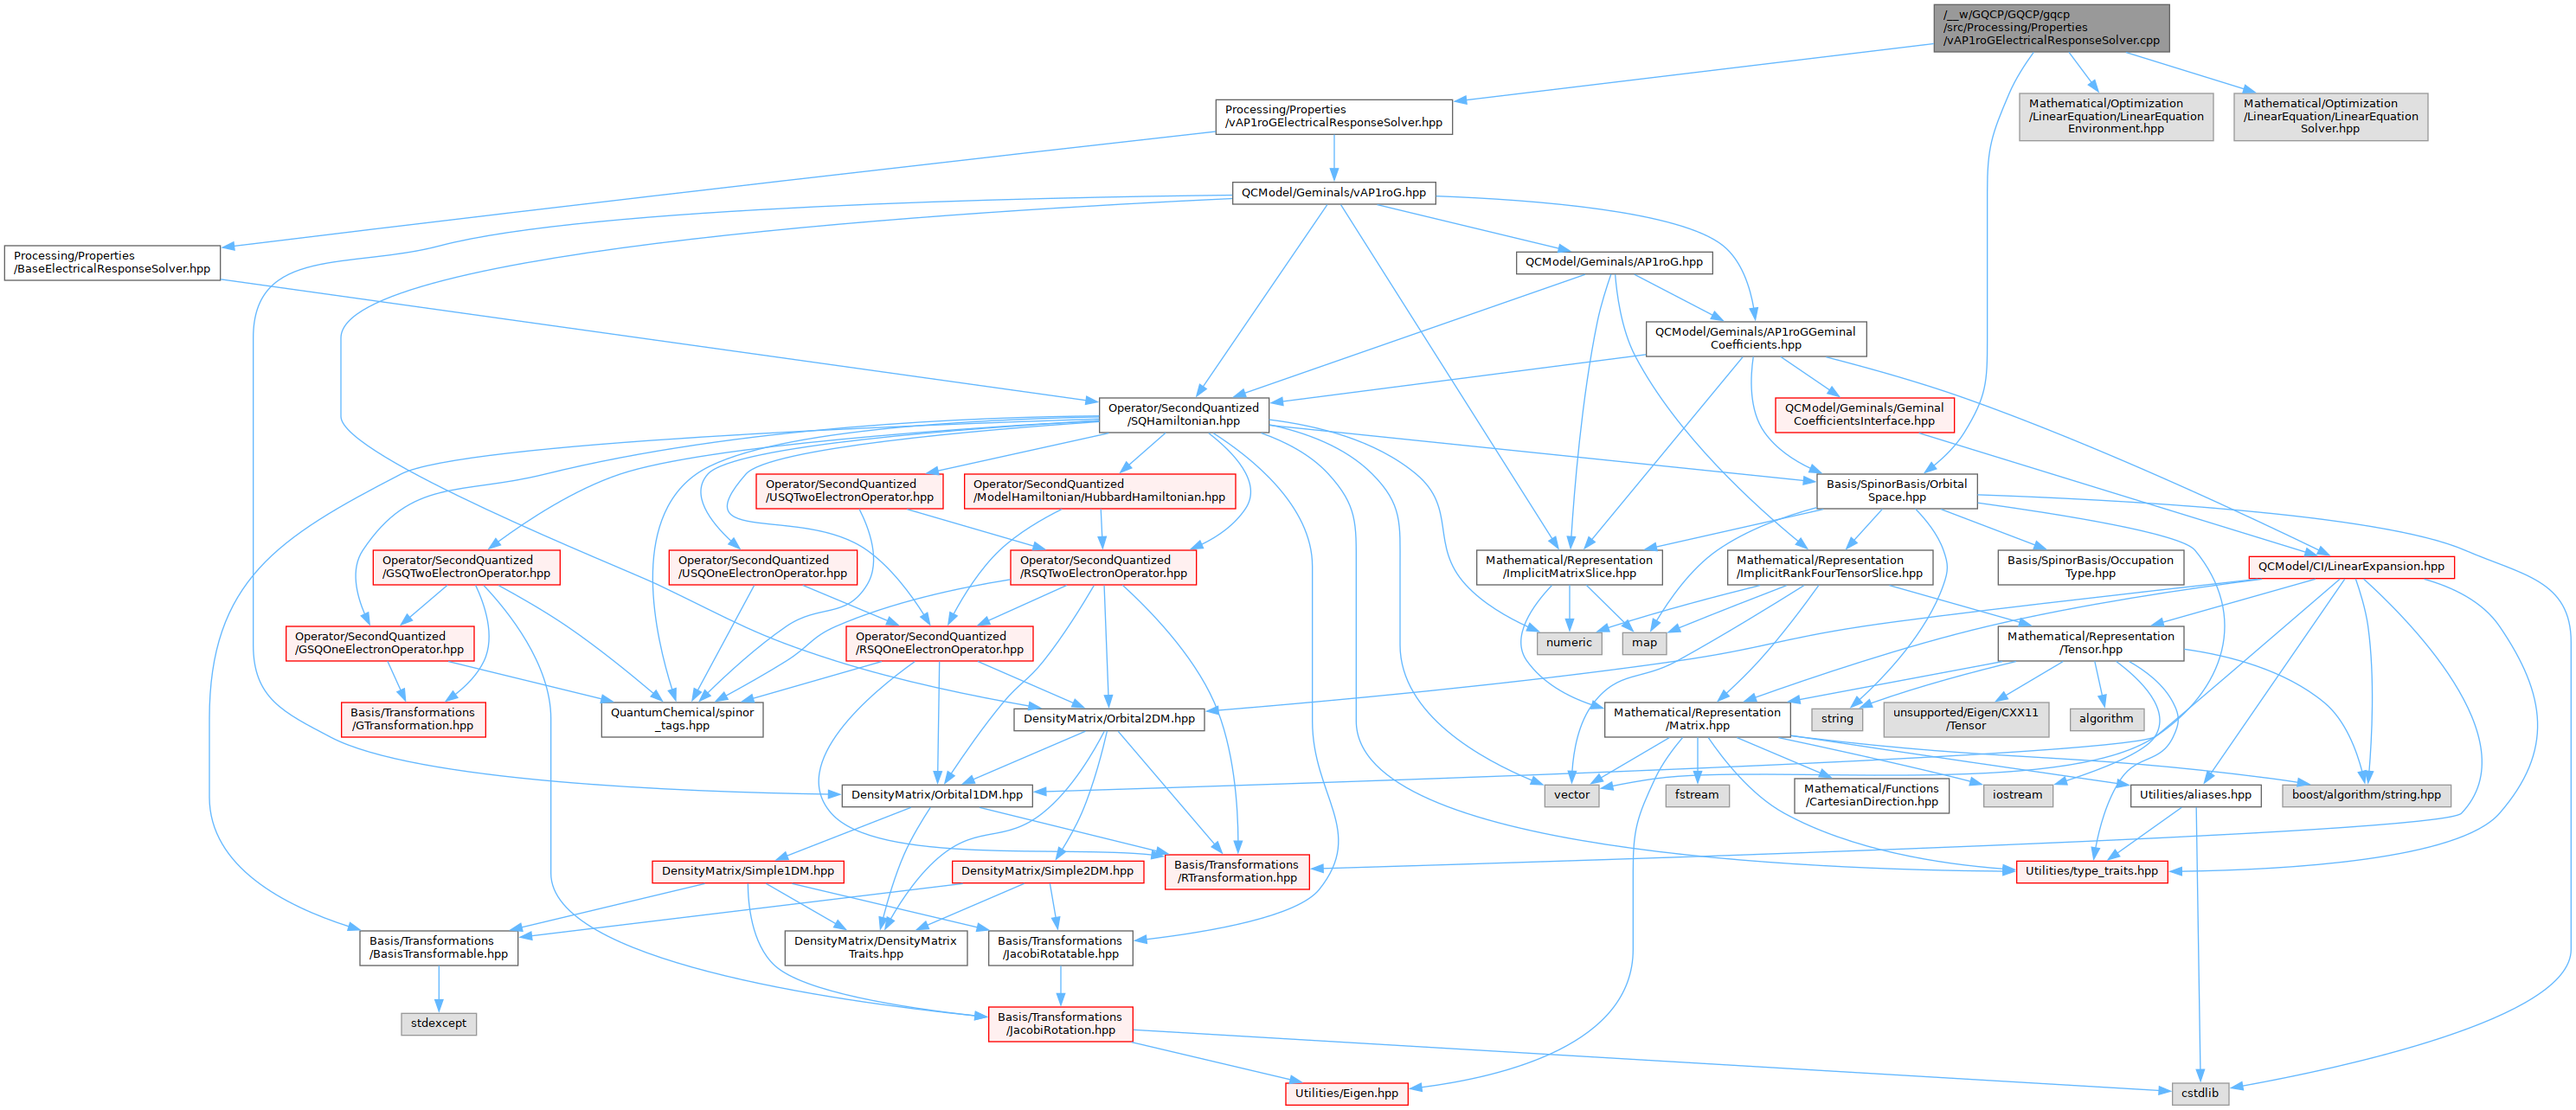 /__w/GQCP/GQCP/gqcp
/src/Processing/Properties
/vAP1roGElectricalResponseSolver.cpp
Processing/Properties
/vAP1roGElectricalResponseSolver.hpp
Mathematical/Optimization
/LinearEquation/LinearEquation
Environment.hpp
Mathematical/Optimization
/LinearEquation/LinearEquation
Solver.hpp
QCModel/Geminals/vAP1roG.hpp
Processing/Properties
/BaseElectricalResponseSolver.hpp
QCModel/Geminals/AP1roG.hpp
QCModel/Geminals/AP1roGGeminal
Coefficients.hpp
Operator/SecondQuantized
/SQHamiltonian.hpp
QCModel/Geminals/Geminal
CoefficientsInterface.hpp
Operator/SecondQuantized
/USQTwoElectronOperator.hpp
Operator/SecondQuantized
/ModelHamiltonian/HubbardHamiltonian.hpp
Basis/SpinorBasis/Orbital
Space.hpp
Operator/SecondQuantized
/GSQTwoElectronOperator.hpp
Operator/SecondQuantized
/USQOneElectronOperator.hpp
Operator/SecondQuantized
/RSQTwoElectronOperator.hpp
Mathematical/Representation
/ImplicitMatrixSlice.hpp
Mathematical/Representation
/ImplicitRankFourTensorSlice.hpp
Basis/SpinorBasis/Occupation
Type.hpp
QCModel/CI/LinearExpansion.hpp
Operator/SecondQuantized
/GSQOneElectronOperator.hpp
Operator/SecondQuantized
/RSQOneElectronOperator.hpp
numeric
map
Mathematical/Representation
/Tensor.hpp
Basis/Transformations
/GTransformation.hpp
QuantumChemical/spinor
_tags.hpp
DensityMatrix/Orbital2DM.hpp
Mathematical/Representation
/Matrix.hpp
string
unsupported/Eigen/CXX11
/Tensor
algorithm
DensityMatrix/Orbital1DM.hpp
vector
fstream
Mathematical/Functions
/CartesianDirection.hpp
iostream
Utilities/aliases.hpp
boost/algorithm/string.hpp
DensityMatrix/Simple1DM.hpp
DensityMatrix/Simple2DM.hpp
Basis/Transformations
/RTransformation.hpp
Utilities/type_traits.hpp
Basis/Transformations
/BasisTransformable.hpp
DensityMatrix/DensityMatrix
Traits.hpp
Basis/Transformations
/JacobiRotatable.hpp
stdexcept
Basis/Transformations
/JacobiRotation.hpp
Utilities/Eigen.hpp
cstdlib